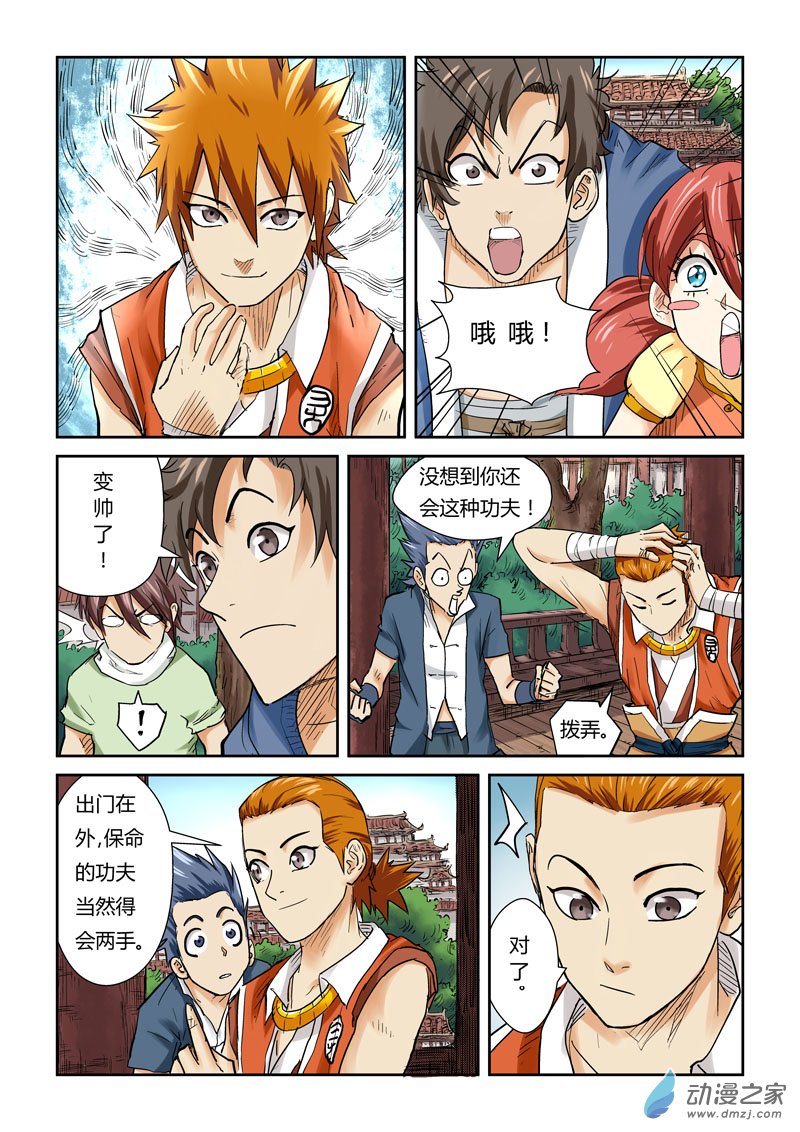 哦哦！
变
帅
了
！
！
没想到你还
会这种功夫！
拨弄。
出门在
外,保命
的功夫
当然得
会两手。
对
了。
动漫之家
www.dmzj.com